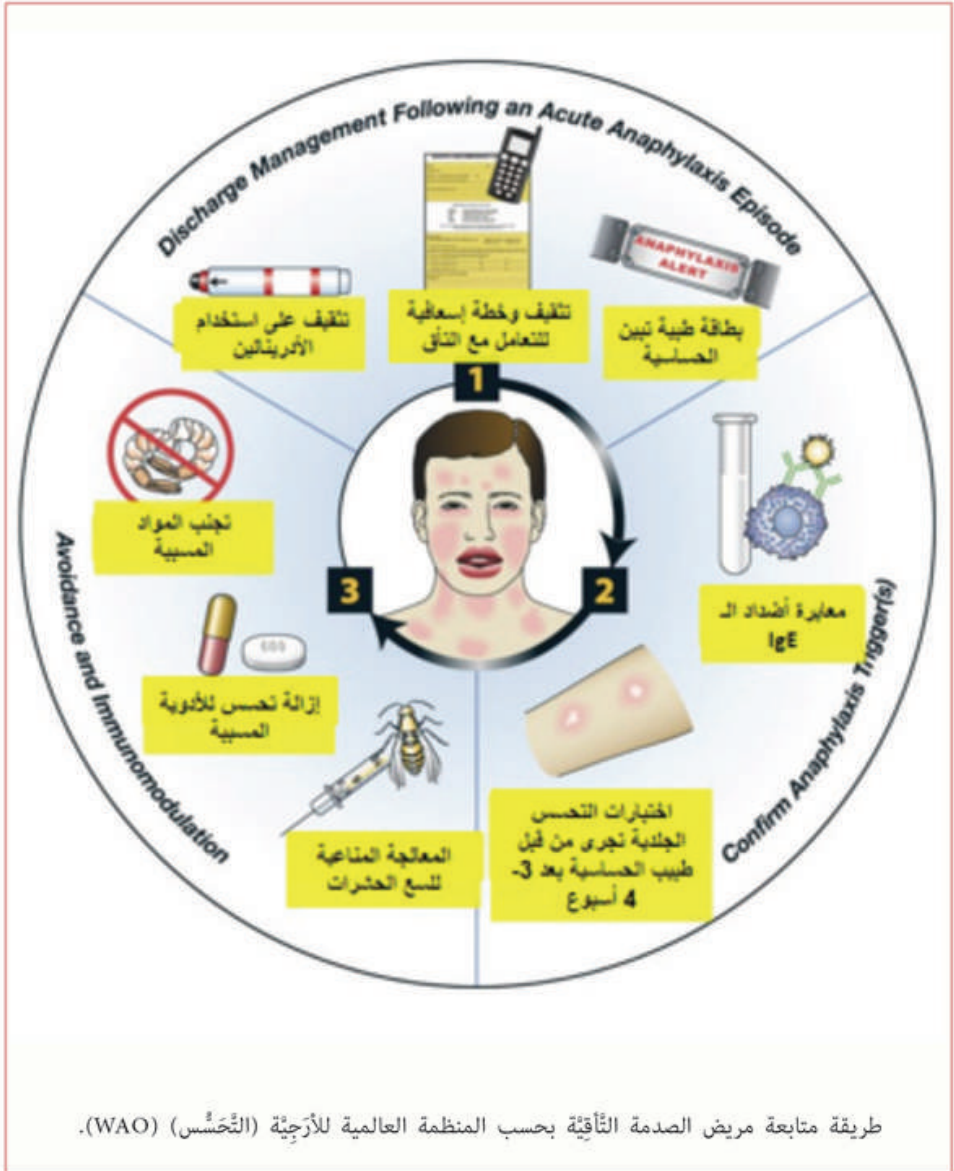 Discharge Management Following an Acute Anaphylaxis Episode
ANAPHYLAXIS
ALERT
تثقيف على استخدام
الأدرينالين
تثقيف وخطة إسعافية
للتعامل مع التأق
بطاقة طبية تبين
الحساسية
1
2
3
معايرة أضداد الـ
IgE
Confirm Anaphylaxis Trigger(s)
اختبارات التحسس
الجلدية تجرى من قبل
طبيب الحساسية بعد 3-
4 أسبوع
تجنب المواد
المسببة
إزالة تحسس للأدوية
المسببة
المعالجة المناعية
للسع الحشرات
Avoidance and Immunomodulation
طريقة متابعة مريض الصدمة التَّأَقِيَّة بحسب المنظمة العالمية للأرَجِيَّة (التَّحَسُّس) (WAO).